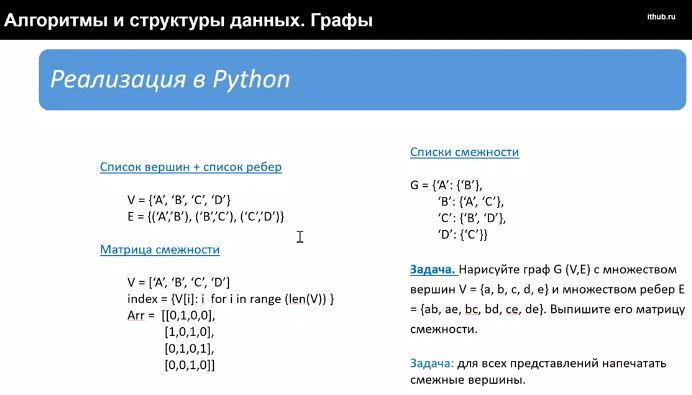 Алгоритмы и структуры данных. Графы
ithub.ru
Реализация в Python
Список вершин + список ребер
V = {‘A’, ‘B’, ‘C’, ‘D’}
E = {(‘A’,’B’), (‘B’,’C’), (‘C’,’D’)}
Матрица смежности
V = [‘A’, ‘B’, ‘C’, ‘D’]
index = {V[i]: i for i in range (len(V)) }
Arr = [[0,1,0,0],
[1,0,1,0],
[0,1,0,1],
[0,0,1,0]]
Списки смежности
G = {‘A’: {‘B’},
‘B’: {‘A’, ‘C’},
‘C’: {‘B’, ‘D’},
‘D’: {‘C’}}
Задача. Нарисуйте граф G (V,E) с множеством
вершин V = {a, b, c, d, e} и множеством ребер E
= {ab, ae, bc, bd, ce, de}. Выпишите его матрицу
смежности.
Задача: для всех представлений напечатать
смежные вершины.